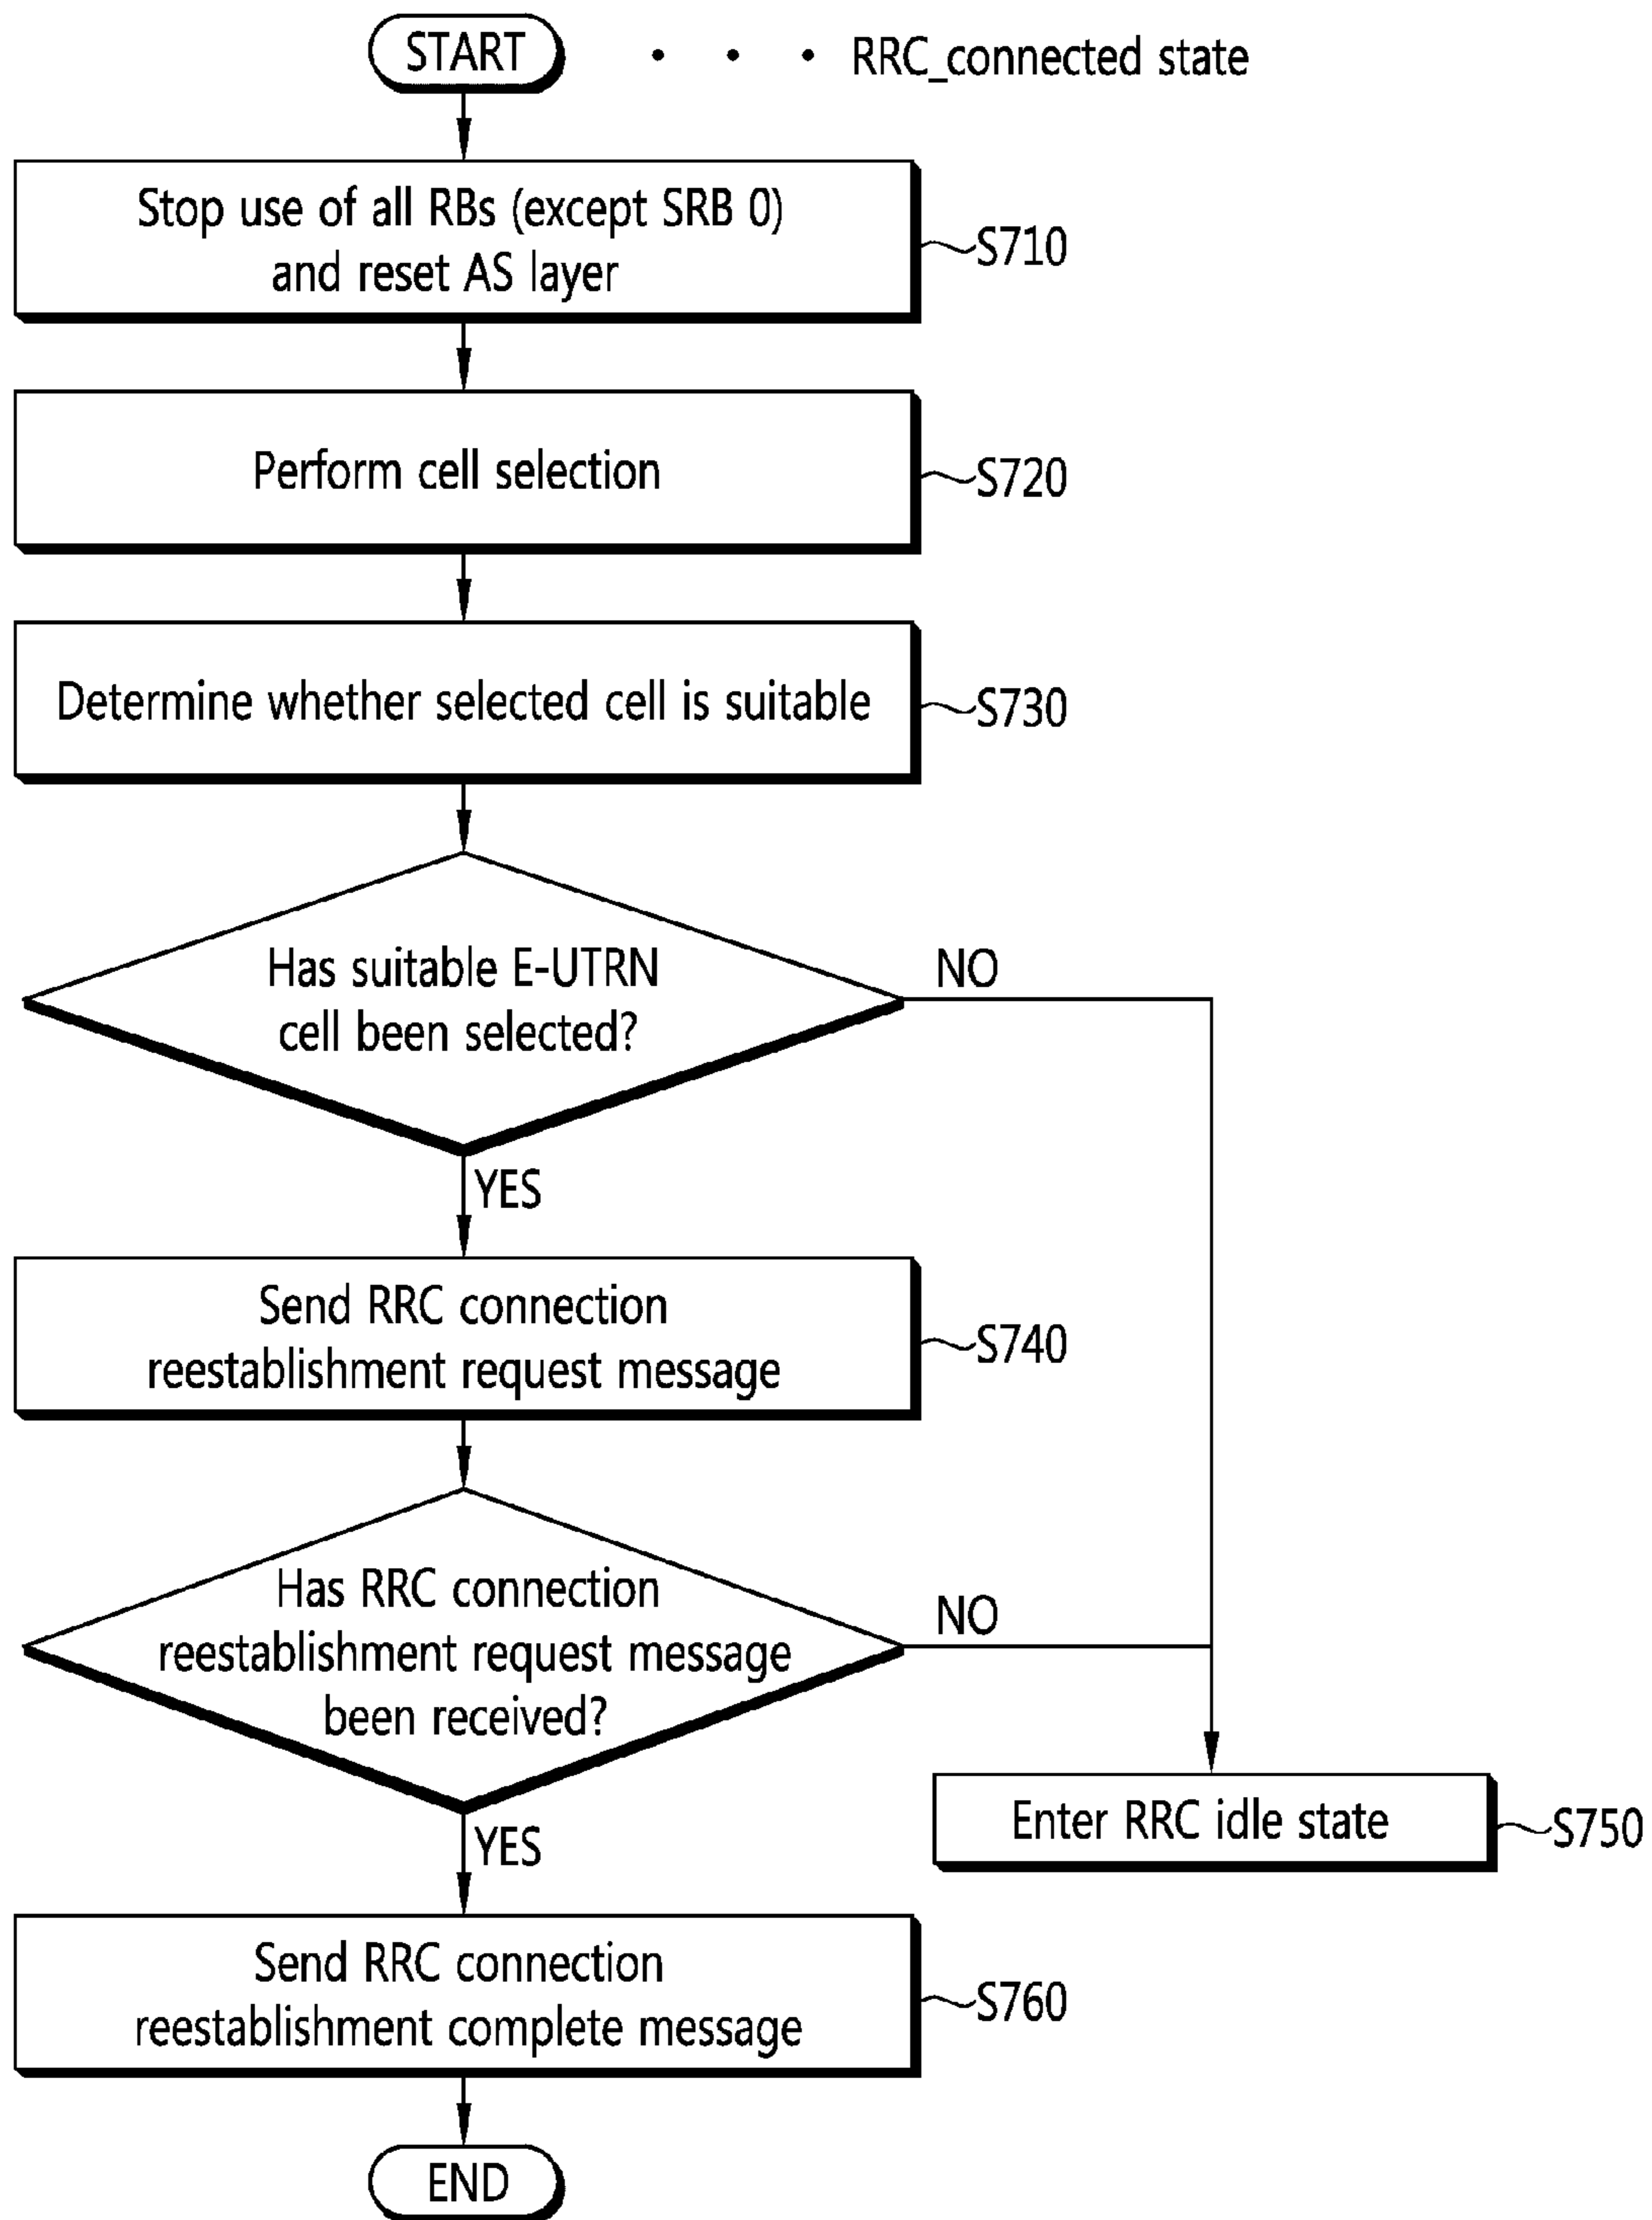 START
. . . RRC_connected state
Stop use of all RBs (except SRB 0)
and reset AS layer
S710
Perform cell selection
S720
Determine whether selected cell is suitable
S730
Has suitable E-UTRN
cell been selected?
NO
YES
Send RRC connection
reestablishment request message
S740
Has RRC connection
reestablishment request message
been received?
NO
YES
Enter RRC idle state
S750
Send RRC connection
reestablishment complete message
S760
END